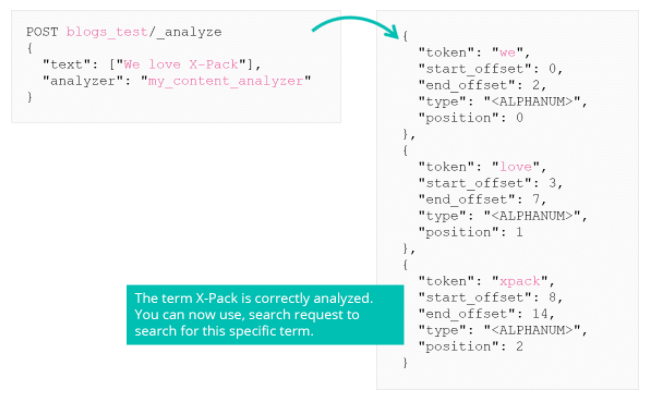 POST blogs_test/_analyze
{
"text": ["We love X-Pack"],
"analyzer": "my_content_analyzer"
}
{
"token": "we",
"start_offset": 0,
"end_offset": 2,
"type": "<ALPHANUM>",
"position": 0
},
{
"token": "love",
"start_offset": 3,
"end_offset": 7,
"type": "<ALPHANUM>",
"position": 1
},
{
"token": "xpack",
"start_offset": 8,
"end_offset": 14,
"type": "<ALPHANUM>",
"position": 2
}
The term X-Pack is correctly analyzed.
You can now use, search request to
search for this specific term.